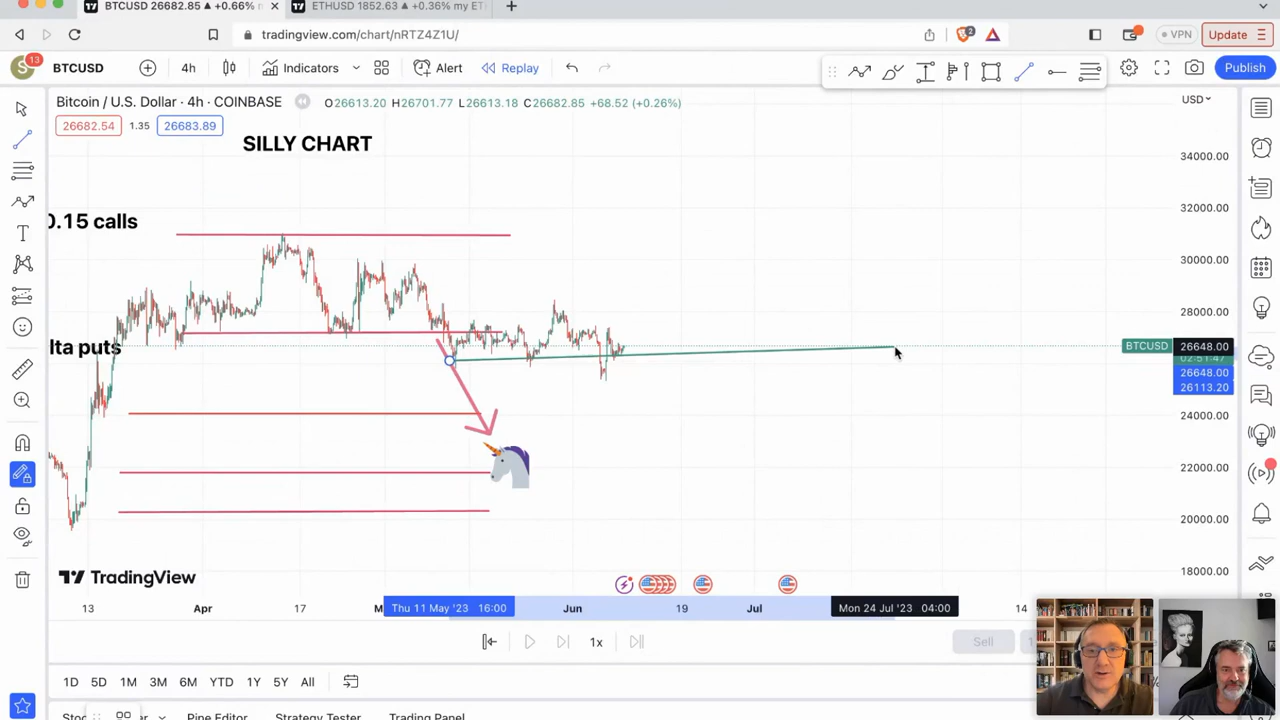 BTCUSD 26682.85 ▲ +0.66% m
ETHUSD 1852.63 ▲ +0.36% my ET
tradingview.com/chart/nRTZ4Z1U/
2
VPN
Update
S
13
BTCUSD
4h
Indicators
Alert
Replay
Publish
Bitcoin / U.S. Dollar · 4h · COINBASE
O26613.20 H26701.77 L26613.18 C26682.85 +68.52 (+0.26%)
USD
26682.54
1.35
26683.89
SILLY CHART
34000.00
0.15 calls
32000.00
30000.00
28000.00
lta puts
BTCUSD
26648.00
02:51:47
26648.00
26113.20
24000.00
22000.00
20000.00
TradingView
18000.00
13
Apr
17
M
Thu 11 May '23 16:00
Jun
19
Jul
Mon 24 Jul '23 04:00
14
1x
Sell
1
1D
5D
1M
3M
6M
YTD
1Y
5Y
All
Pine Editor
Strategy Tester
Trading Panel